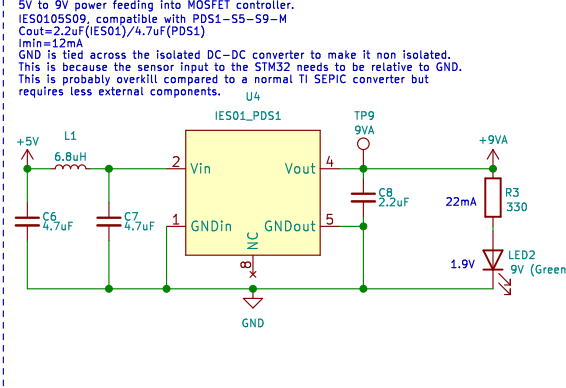 5V to 9V power feeding into MOSFET controller.
IES0105S09, compatible with PDS1-S5-S9-M
Cout=2.2uF(IES01)/4.7uF(PDS1)
Imin=12mA
GND is tied across the isolated DC-DC converter to make it non isolated.
This is because the sensor input to the STM32 needs to be relative to GND.
This is probably overkill compared to a normal TI SEPIC converter but
requires less external components.
U4
IES01_PDS1
TP9
9VA
+5V
L1
6.8uH
+9VA
2
Vin
Vout
4
C8
2.2uF
22mA
R3
330
C6
4.7uF
C7
4.7uF
1
GNDin
GNDout
5
NC
8
1.9V
LED2
9V (Green
GND